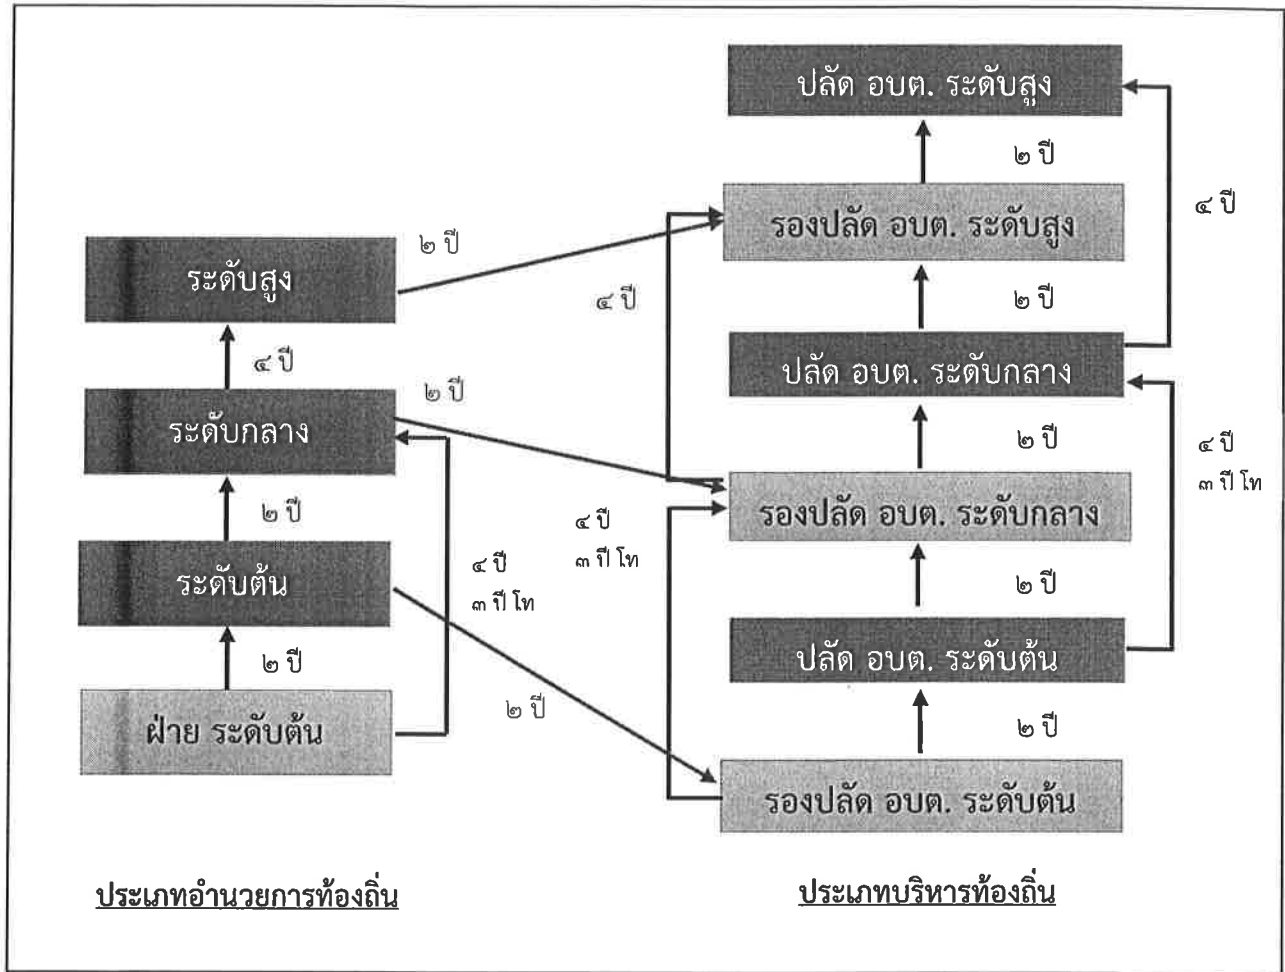 ปลัด อบต. ระดับสูง
๒ ปี
๔ ปี
รองปลัด อบต. ระดับสูง
๒ ปี
ระดับสูง
๔ ปี
๒ ปี
๔ ปี
๒ ปี
ปลัด อบต. ระดับกลาง
ระดับกลาง
๒ ปี
๔ ปี
๓ ปี โท
รองปลัด อบต. ระดับกลาง
๒ ปี
๔ ปี
๓ ปี โท
ระดับต้น
๔ ปี
๓ ปี โท
๒ ปี
ปลัด อบต. ระดับต้น
๒ ปี
๒ ปี
๒ ปี
ฝ่าย ระดับต้น
รองปลัด อบต. ระดับต้น
ประเภทอำนวยการท้องถิ่น
ประเภทบริหารท้องถิ่น